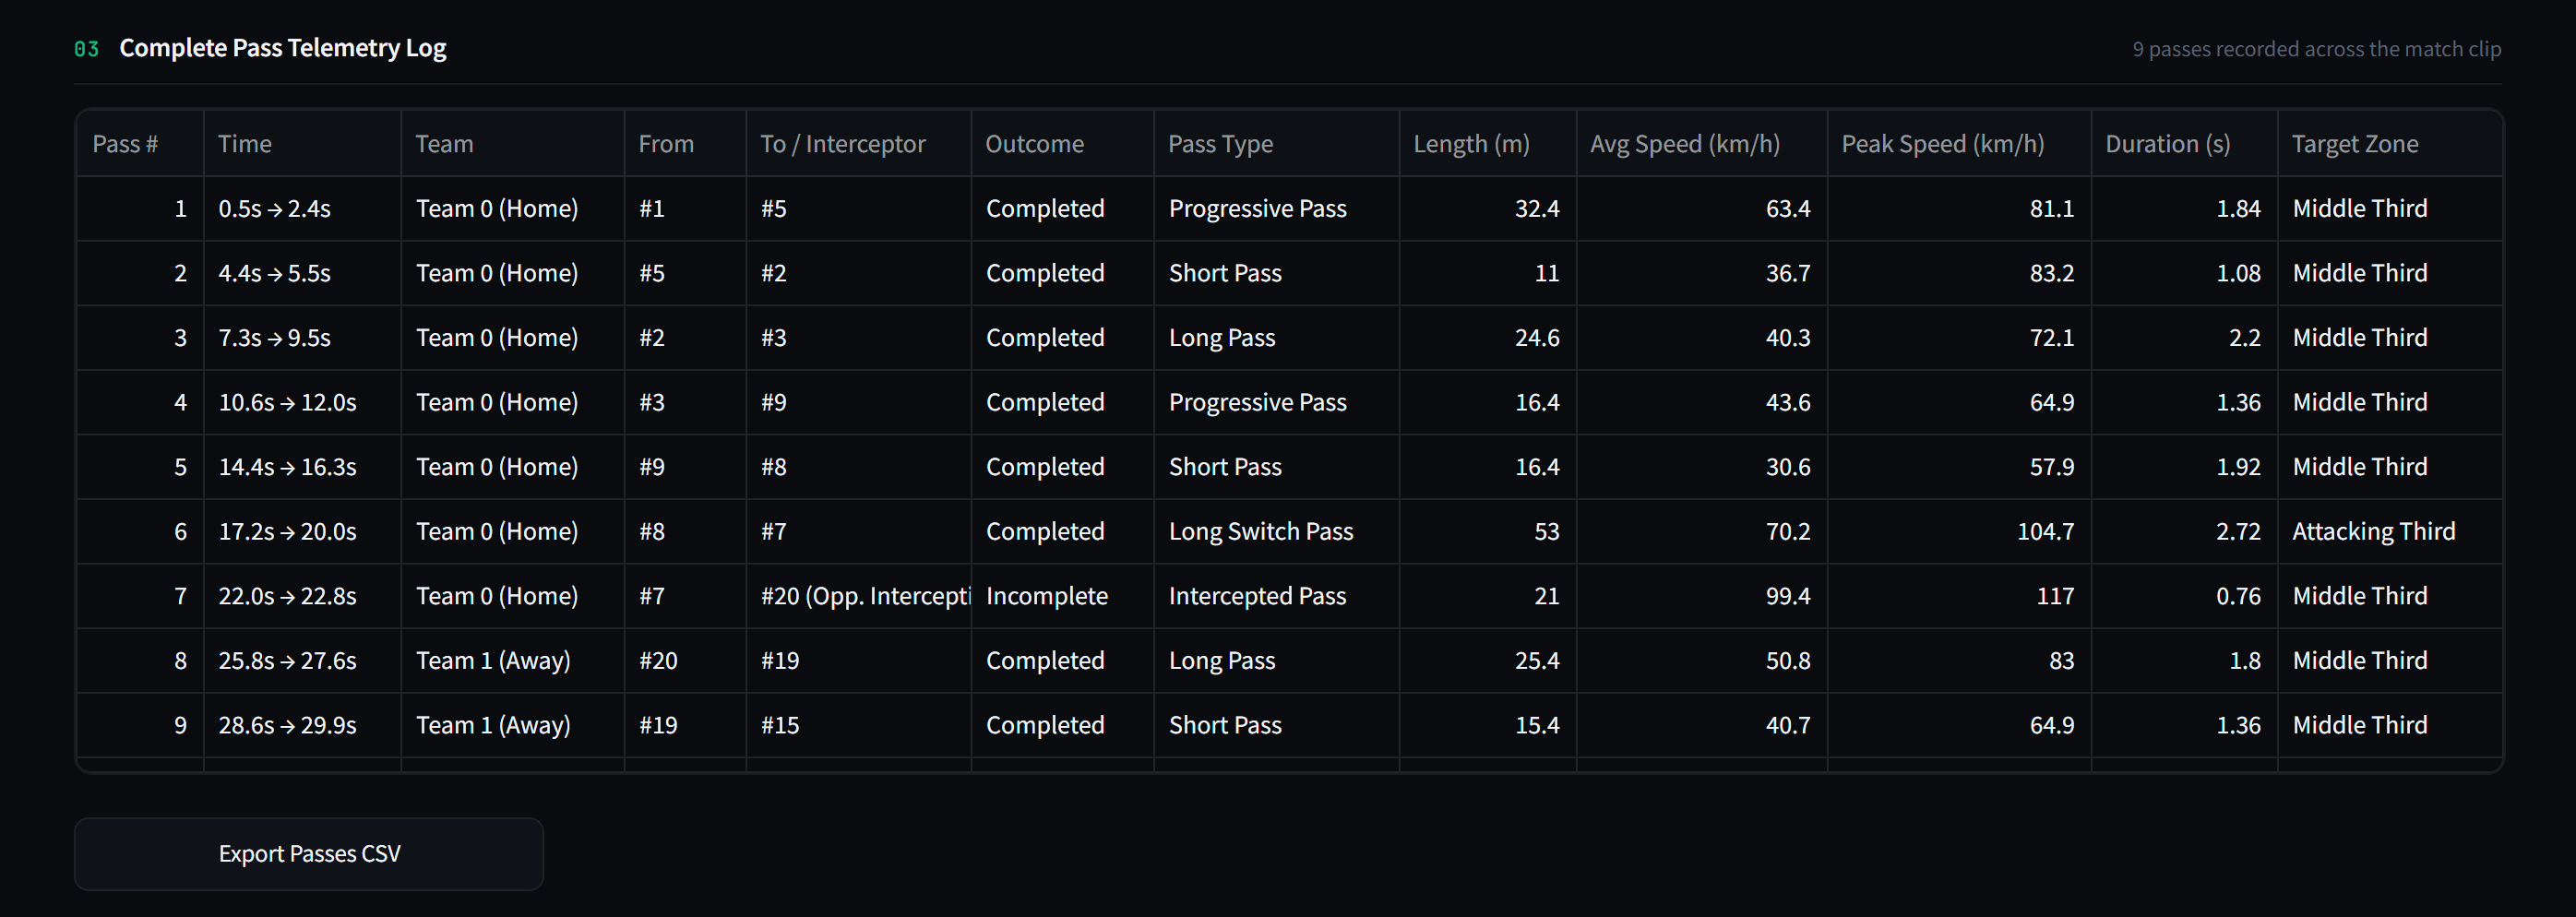 03 Complete Pass Telemetry Log 9 passes recorded across the match clip
Pass # Time Team From To / Interceptor Outcome Pass Type Length (m) Avg Speed (km/h) Peak Speed (km/h) Duration (s) Target Zone
1 0.5s → 2.4s Team 0 (Home) #1 #5 Completed Progressive Pass 32.4 63.4 81.1 1.84 Middle Third
2 4.4s → 5.5s Team 0 (Home) #5 #2 Completed Short Pass 11 36.7 83.2 1.08 Middle Third
3 7.3s → 9.5s Team 0 (Home) #2 #3 Completed Long Pass 24.6 40.3 72.1 2.2 Middle Third
4 10.6s → 12.0s Team 0 (Home) #3 #9 Completed Progressive Pass 16.4 43.6 64.9 1.36 Middle Third
5 14.4s → 16.3s Team 0 (Home) #9 #8 Completed Short Pass 16.4 30.6 57.9 1.92 Middle Third
6 17.2s → 20.0s Team 0 (Home) #8 #7 Completed Long Switch Pass 53 70.2 104.7 2.72 Attacking Third
7 22.0s → 22.8s Team 0 (Home) #7 #20 (Opp. Intercepti Incomplete Intercepted Pass 21 99.4 117 0.76 Middle Third
8 25.8s → 27.6s Team 1 (Away) #20 #19 Completed Long Pass 25.4 50.8 83 1.8 Middle Third
9 28.6s → 29.9s Team 1 (Away) #19 #15 Completed Short Pass 15.4 40.7 64.9 1.36 Middle Third
Export Passes CSV